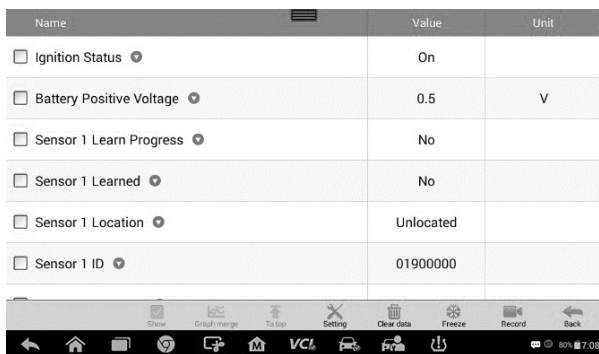 Name Value Unit
Ignition Status On
Battery Positive Voltage 0.5 V
Sensor 1 Learn Progress No
Sensor 1 Learned No
Sensor 1 Location Unlocated
Sensor 1 ID 01900000
Show Graph merge To top Setting Clear data Freeze Record Back
M VCI 80% 7:08